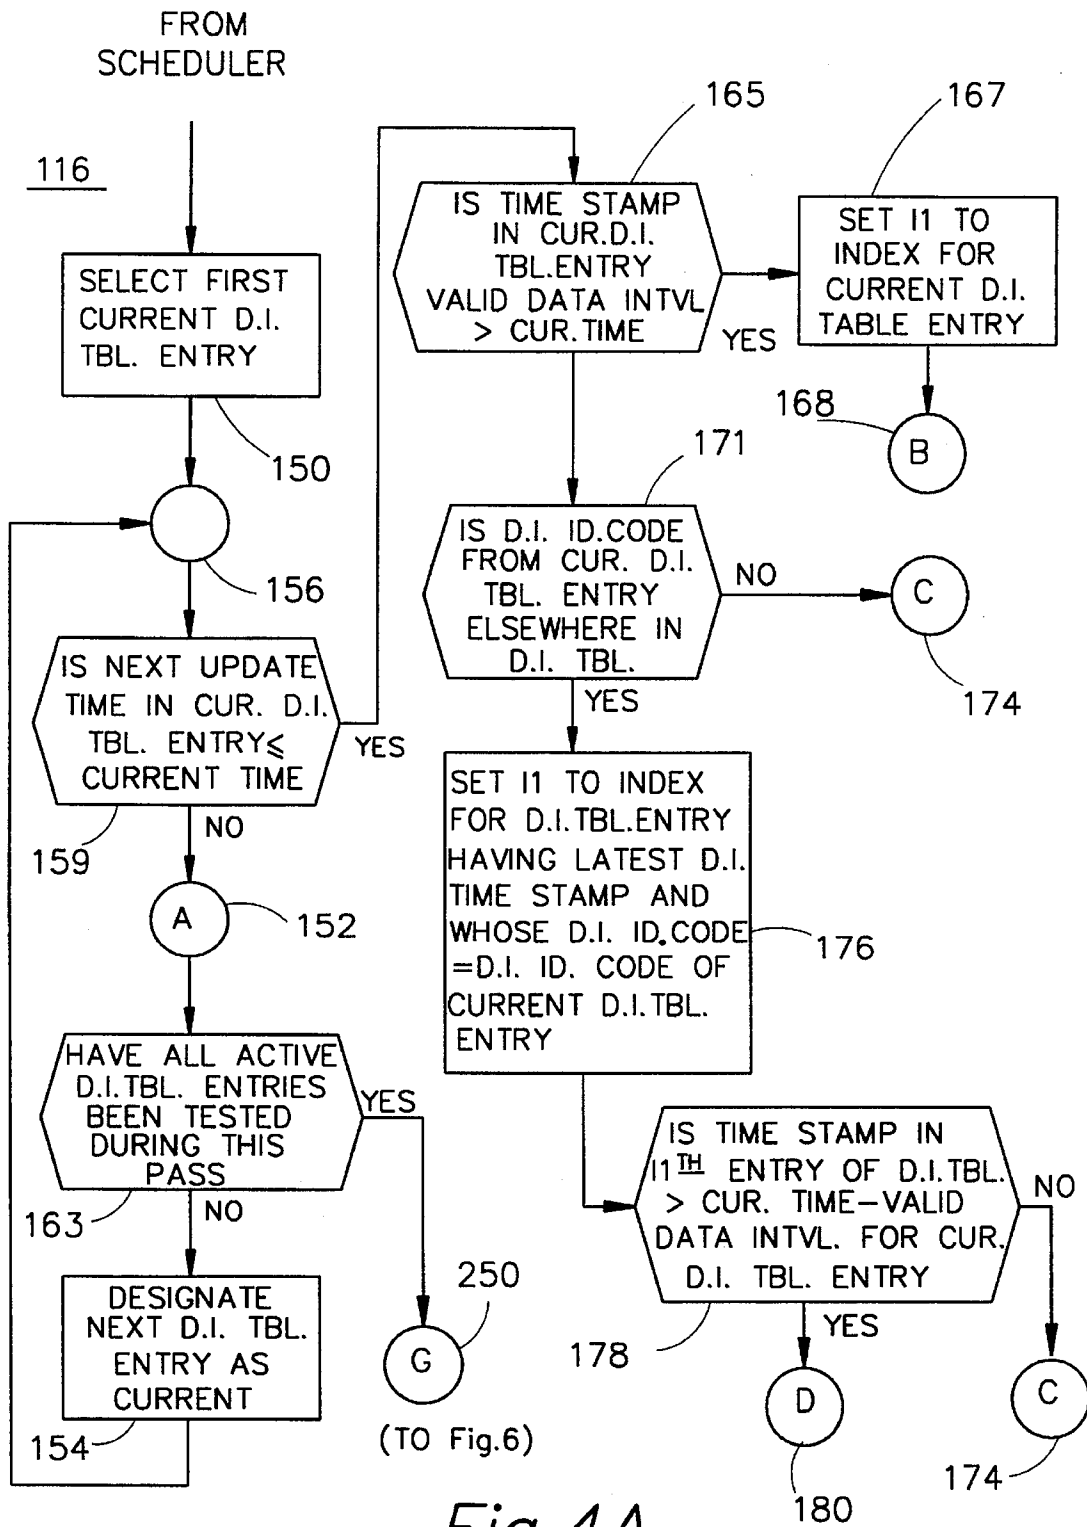 FROM
SCHEDULER
116
SELECT FIRST
CURRENT D.I.
TBL. ENTRY
150
156
IS NEXT UPDATE
TIME IN CUR. D.I.
TBL. ENTRY⩽
CURRENT TIME
YES
NO
159
A
152
HAVE ALL ACTIVE
D.I.TBL. ENTRIES
BEEN TESTED
DURING THIS
PASS
YES
NO
163
DESIGNATE
NEXT D.I. TBL.
ENTRY AS
CURRENT
154
G
250
(TO Fig.6)
165
IS TIME STAMP
IN CUR.D.I.
TBL.ENTRY
VALID DATA INTVL
> CUR.TIME
YES
167
SET I1 TO
INDEX FOR
CURRENT D.I.
TABLE ENTRY
168
B
171
IS D.I. ID.CODE
FROM CUR. D.I.
TBL. ENTRY
ELSEWHERE IN
D.I. TBL.
NO
C
174
YES
SET I1 TO INDEX
FOR D.I.TBL.ENTRY
HAVING LATEST D.I.
TIME STAMP AND
WHOSE D.I. ID.CODE
=D.I. ID. CODE OF
CURRENT D.I.TBL.
ENTRY
176
IS TIME STAMP IN
I1TH ENTRY OF D.I.TBL.
> CUR. TIME-VALID
DATA INTVL. FOR CUR.
D.I. TBL. ENTRY
NO
YES
178
D
180
C
174
Fig.4A